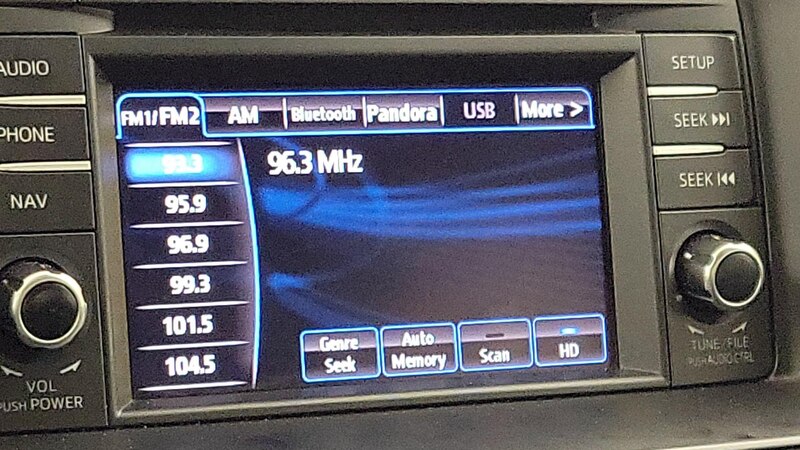 AUDIO
PHONE
NAV
VOL
PUSH POWER
FM1/FM2 AM Bluetooth Pandora USB More >
93.3
95.9
96.9
99.3
101.5
104.5
96.3 MHz
Genre
Seek
Auto
Memory
Scan
HD
SETUP
SEEK
SEEK
TUNE/FILE
PUSH AUDIO CTRL